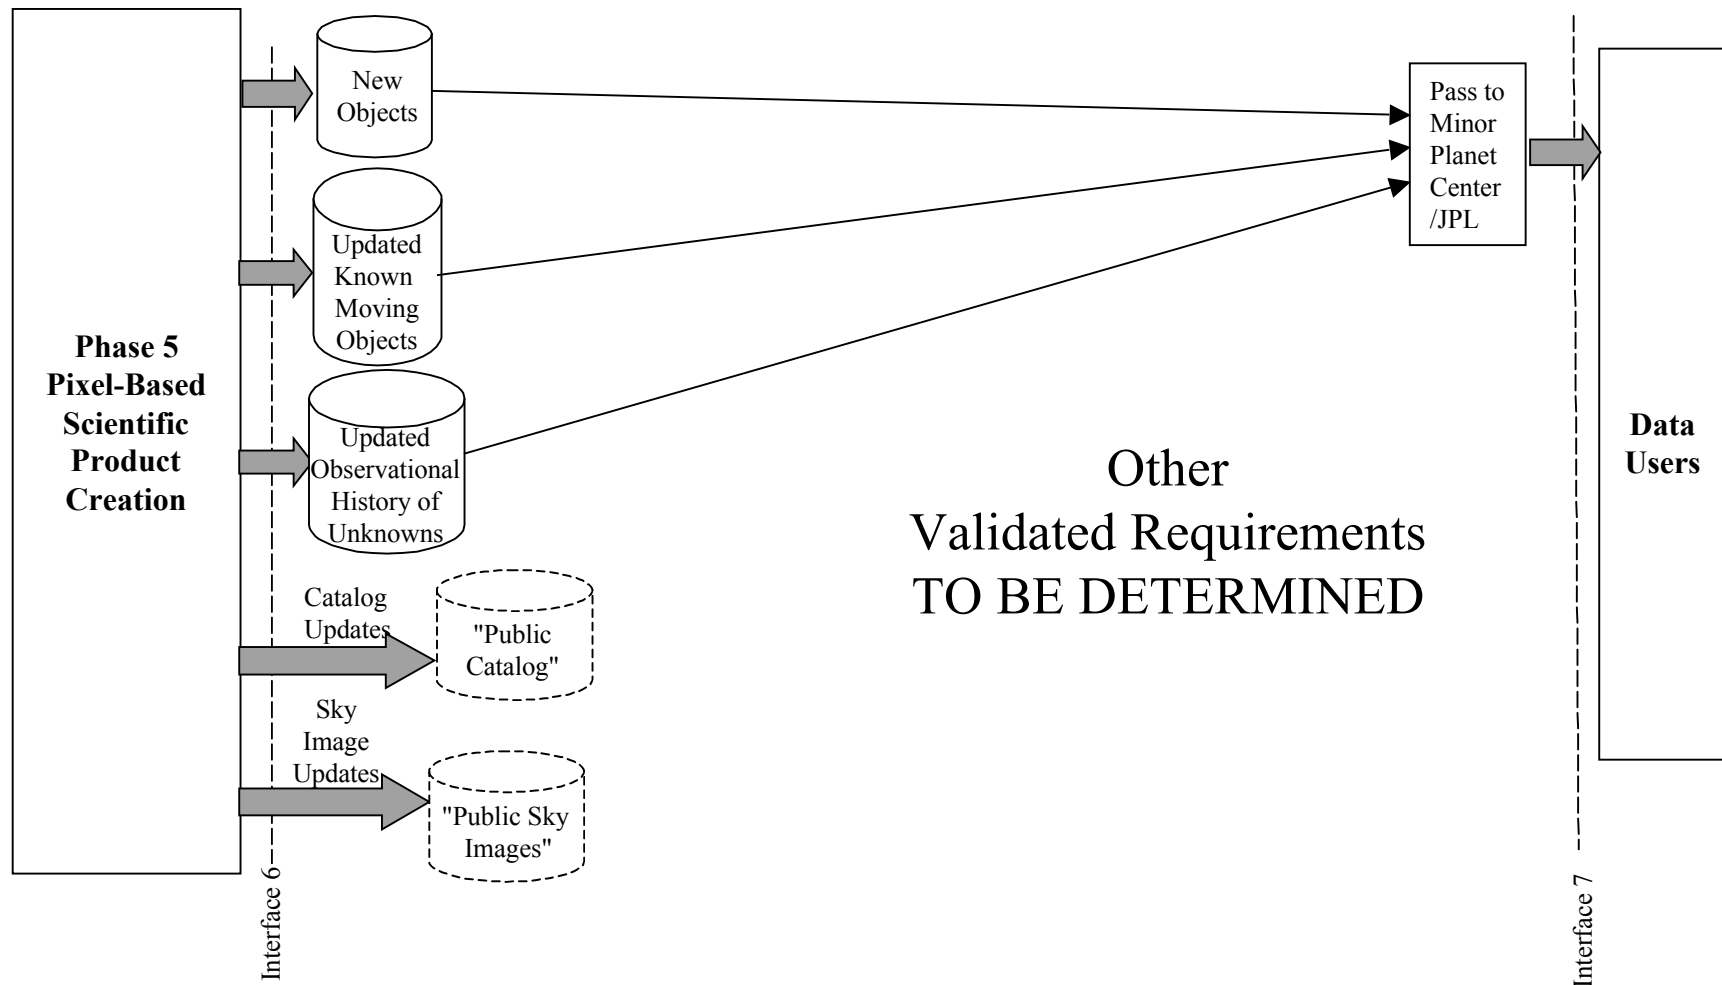 Phase 5
Pixel-Based
Scientific
Product
Creation
New
Objects
Updated
Known
Moving
Objects
Updated
Observational
History of
Unknowns
Catalog
Updates
"Public
Catalog"
Sky
Image
Updates
"Public Sky
Images"
Interface 6
Other
Validated Requirements
TO BE DETERMINED
Pass to
Minor
Planet
Center
/JPL
Interface 7
Data
Users